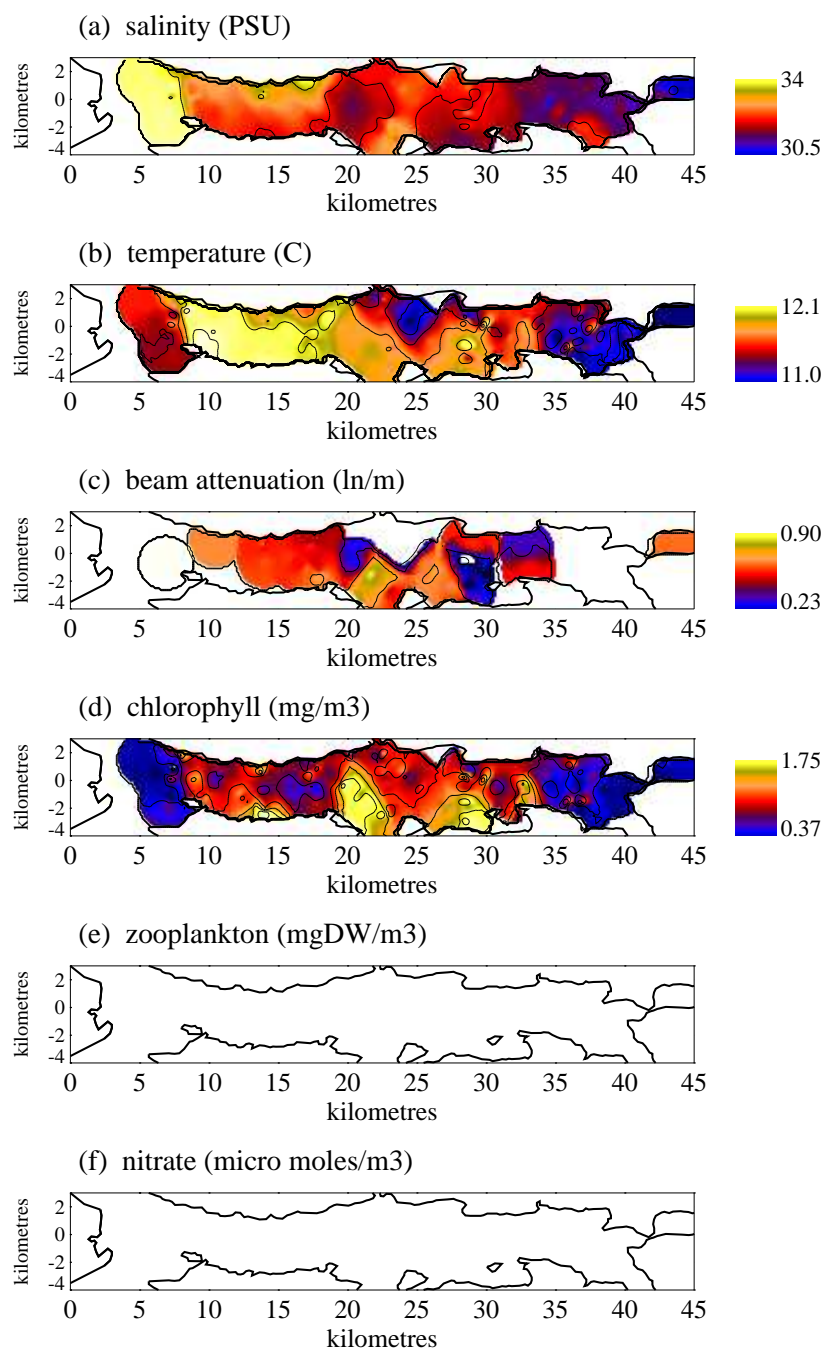 (a) salinity (PSU)
kilometres
2
0
-2
-4
34
30.5
0 5 10 15 20 25 30 35 40 45
kilometres
(b) temperature (C)
kilometres
2
0
-2
-4
12.1
11.0
0 5 10 15 20 25 30 35 40 45
kilometres
(c) beam attenuation (ln/m)
kilometres
2
0
-2
-4
0.90
0.23
0 5 10 15 20 25 30 35 40 45
kilometres
(d) chlorophyll (mg/m3)
kilometres
2
0
-2
-4
1.75
0.37
0 5 10 15 20 25 30 35 40 45
kilometres
(e) zooplankton (mgDW/m3)
kilometres
2
0
-2
-4
0 5 10 15 20 25 30 35 40 45
kilometres
(f) nitrate (micro moles/m3)
kilometres
2
0
-2
-4
0 5 10 15 20 25 30 35 40 45
kilometres